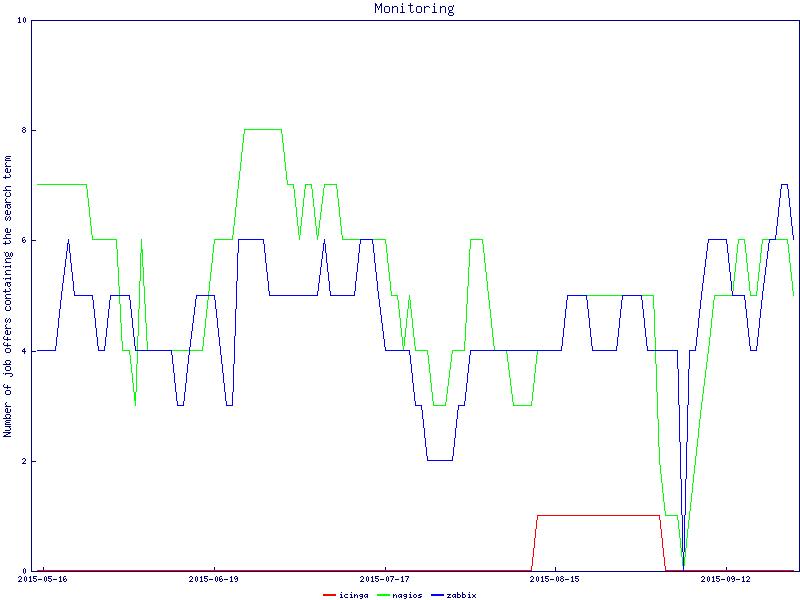 Monitoring
Number of job offers containing the search term
10
8
6
4
2
0
2015-05-16 2015-06-19 2015-07-17 2015-08-15 2015-09-12
icinga nagios zabbix